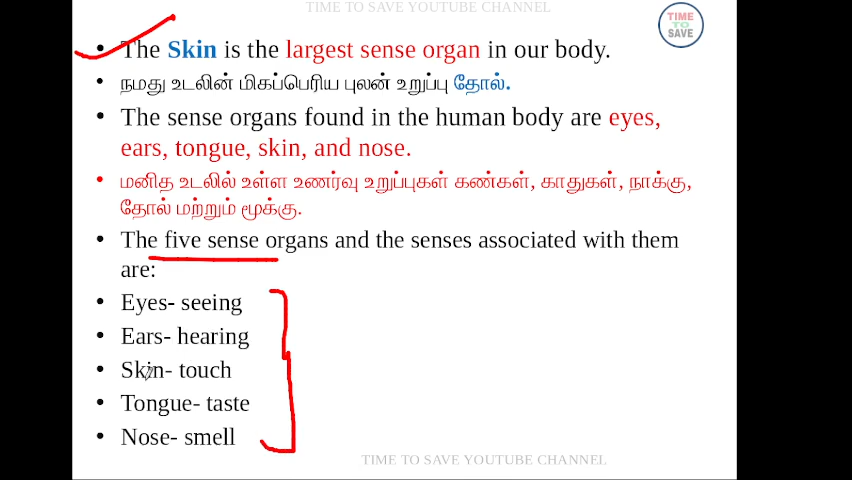 TIME TO SAVE YOUTUBE CHANNEL
TIME
TO
SAVE
• The Skin is the largest sense organ in our body.
• நமது உடலின் மிகப்பெரிய புலன் உறுப்பு தோல்.
• The sense organs found in the human body are eyes,
ears, tongue, skin, and nose.
• மனித உடலில் உள்ள உணர்வு உறுப்புகள் கண்கள், காதுகள், நாக்கு,
தோல் மற்றும் மூக்கு.
• The five sense organs and the senses associated with them
are:
• Eyes- seeing
• Ears- hearing
• Skin- touch
• Tongue- taste
• Nose- smell
TIME TO SAVE YOUTUBE CHANNEL